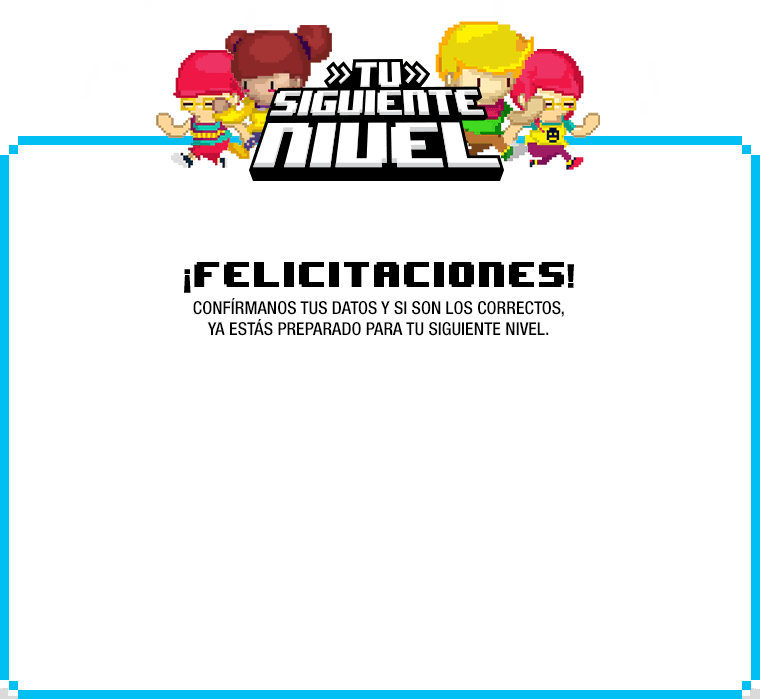 »TU»
SIGUIENTE
NIVEL
¡FELICITACIONES!
CONFÍRMANOS TUS DATOS Y SI SON LOS CORRECTOS,
YA ESTÁS PREPARADO PARA TU SIGUIENTE NIVEL.